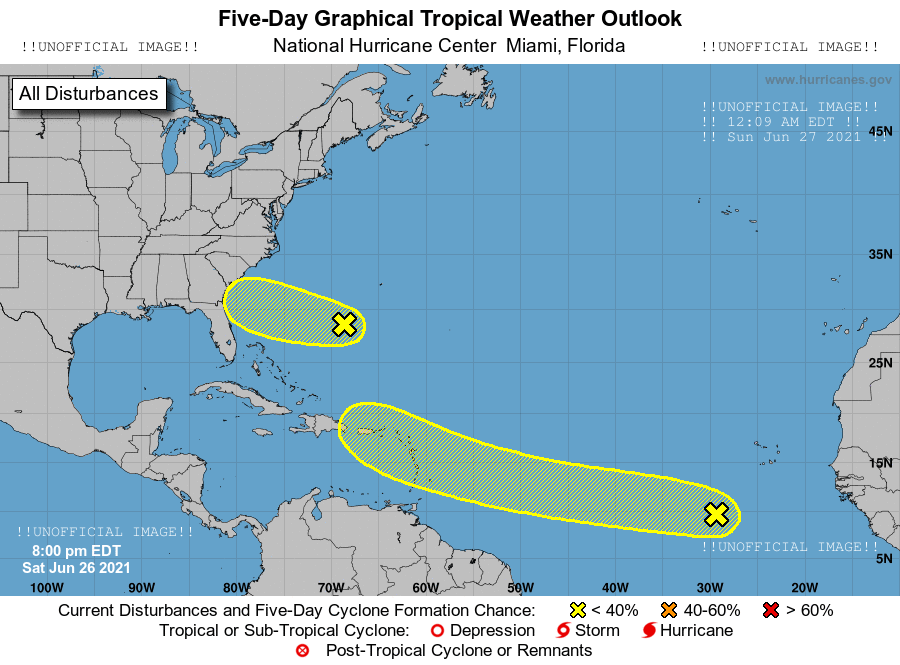 Five-Day Graphical Tropical Weather Outlook
!!UNOFFICIAL IMAGE!! National Hurricane Center  Miami, Florida !!UNOFFICIAL IMAGE!!
www.hurricanes.gov
All Disturbances
!!UNOFFICIAL IMAGE!!
!! 12:09 AM EDT !!
!! Sun Jun 27 2021 !!
45N
35N
25N
15N
!!UNOFFICIAL IMAGE!!
!!UNOFFICIAL IMAGE!!
8:00 pm EDT
5N
Sat Jun 26 2021
100W 90W 80W 70W 60W 50W 40W 30W 20W
Current Disturbances and Five-Day Cyclone Formation Chance: < 40% 40-60% > 60%
Tropical or Sub-Tropical Cyclone: Depression Storm Hurricane
Post-Tropical Cyclone or Remnants